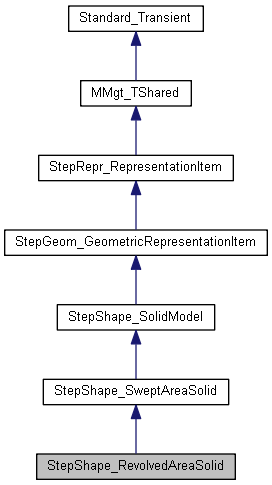 Standard_Transient
MMgt_TShared
StepRepr_RepresentationItem
StepGeom_GeometricRepresentationItem
StepShape_SolidModel
StepShape_SweptAreaSolid
StepShape_RevolvedAreaSolid